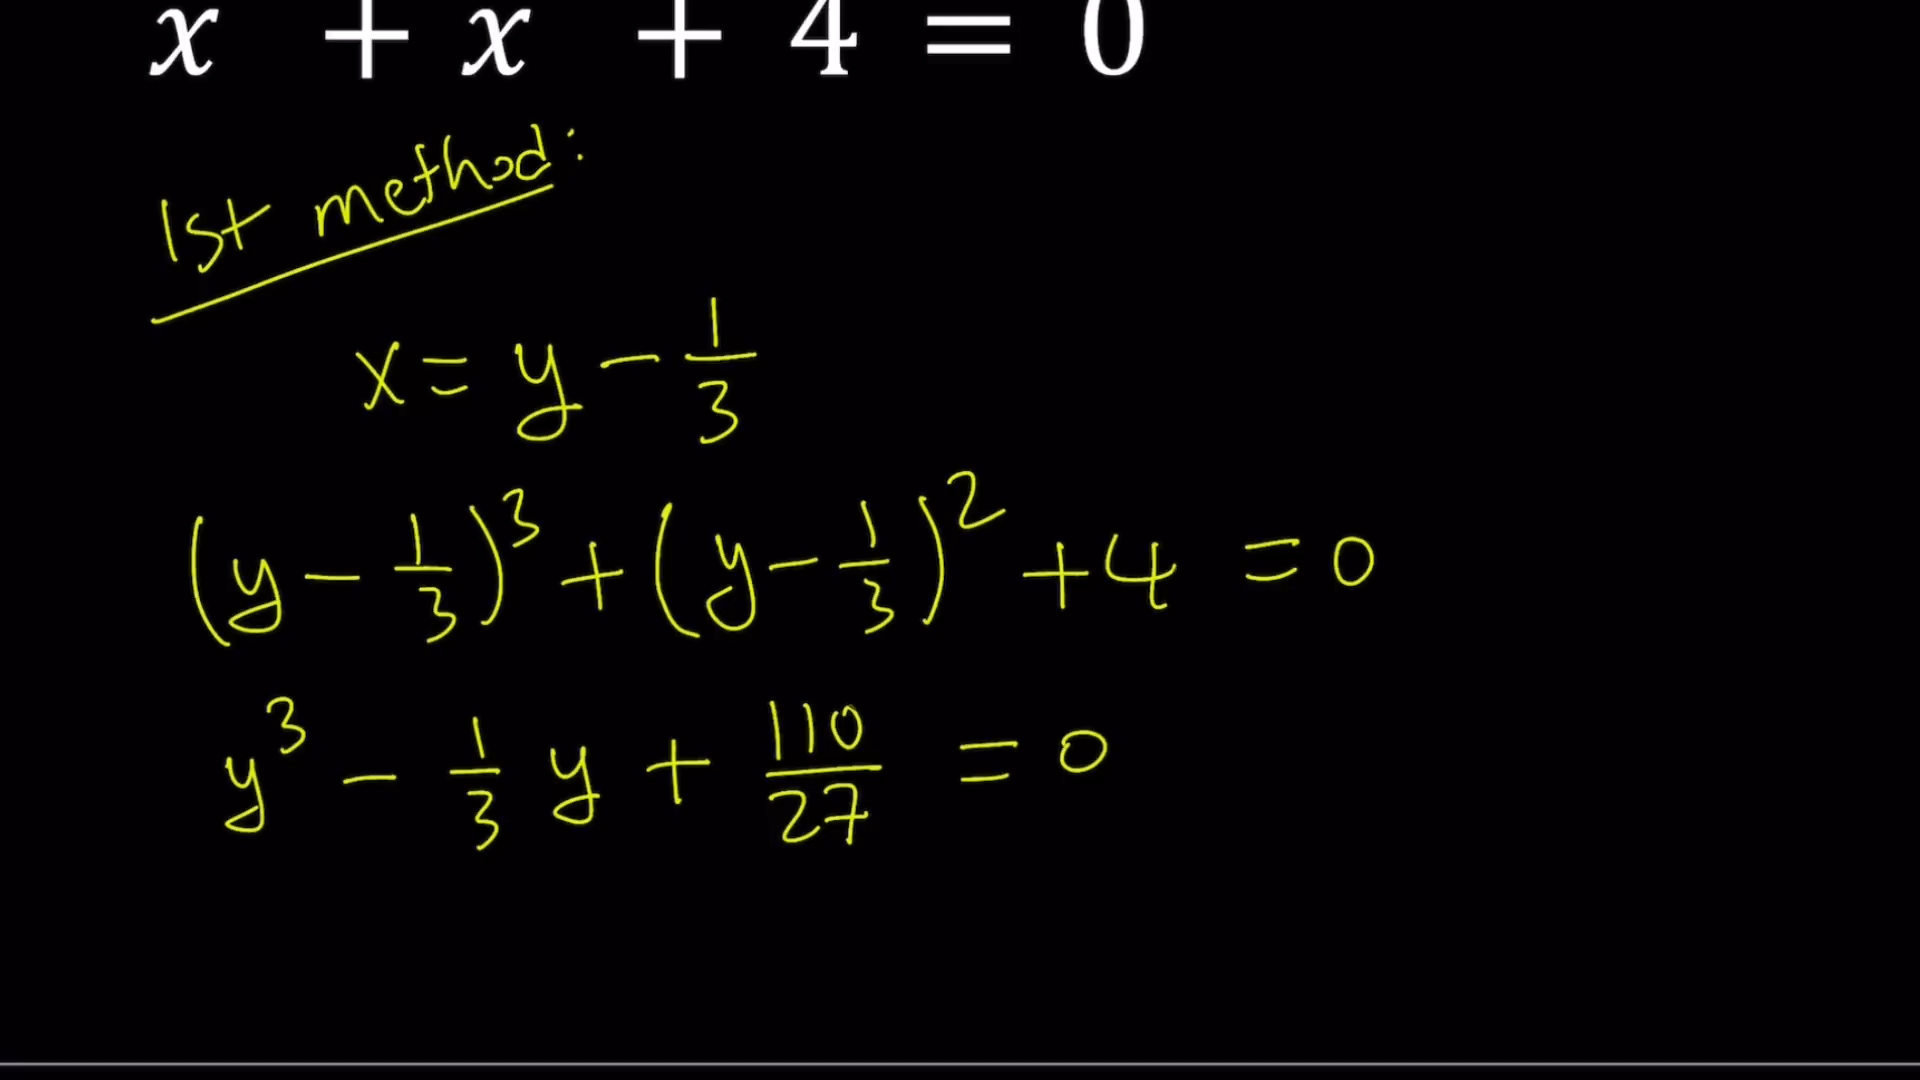 x + x + 4 = 0
1st method:
x = y - 1/3
(y - 1/3)³ + (y - 1/3)² + 4 = 0
y³ - 1/3 y + 110/27 = 0